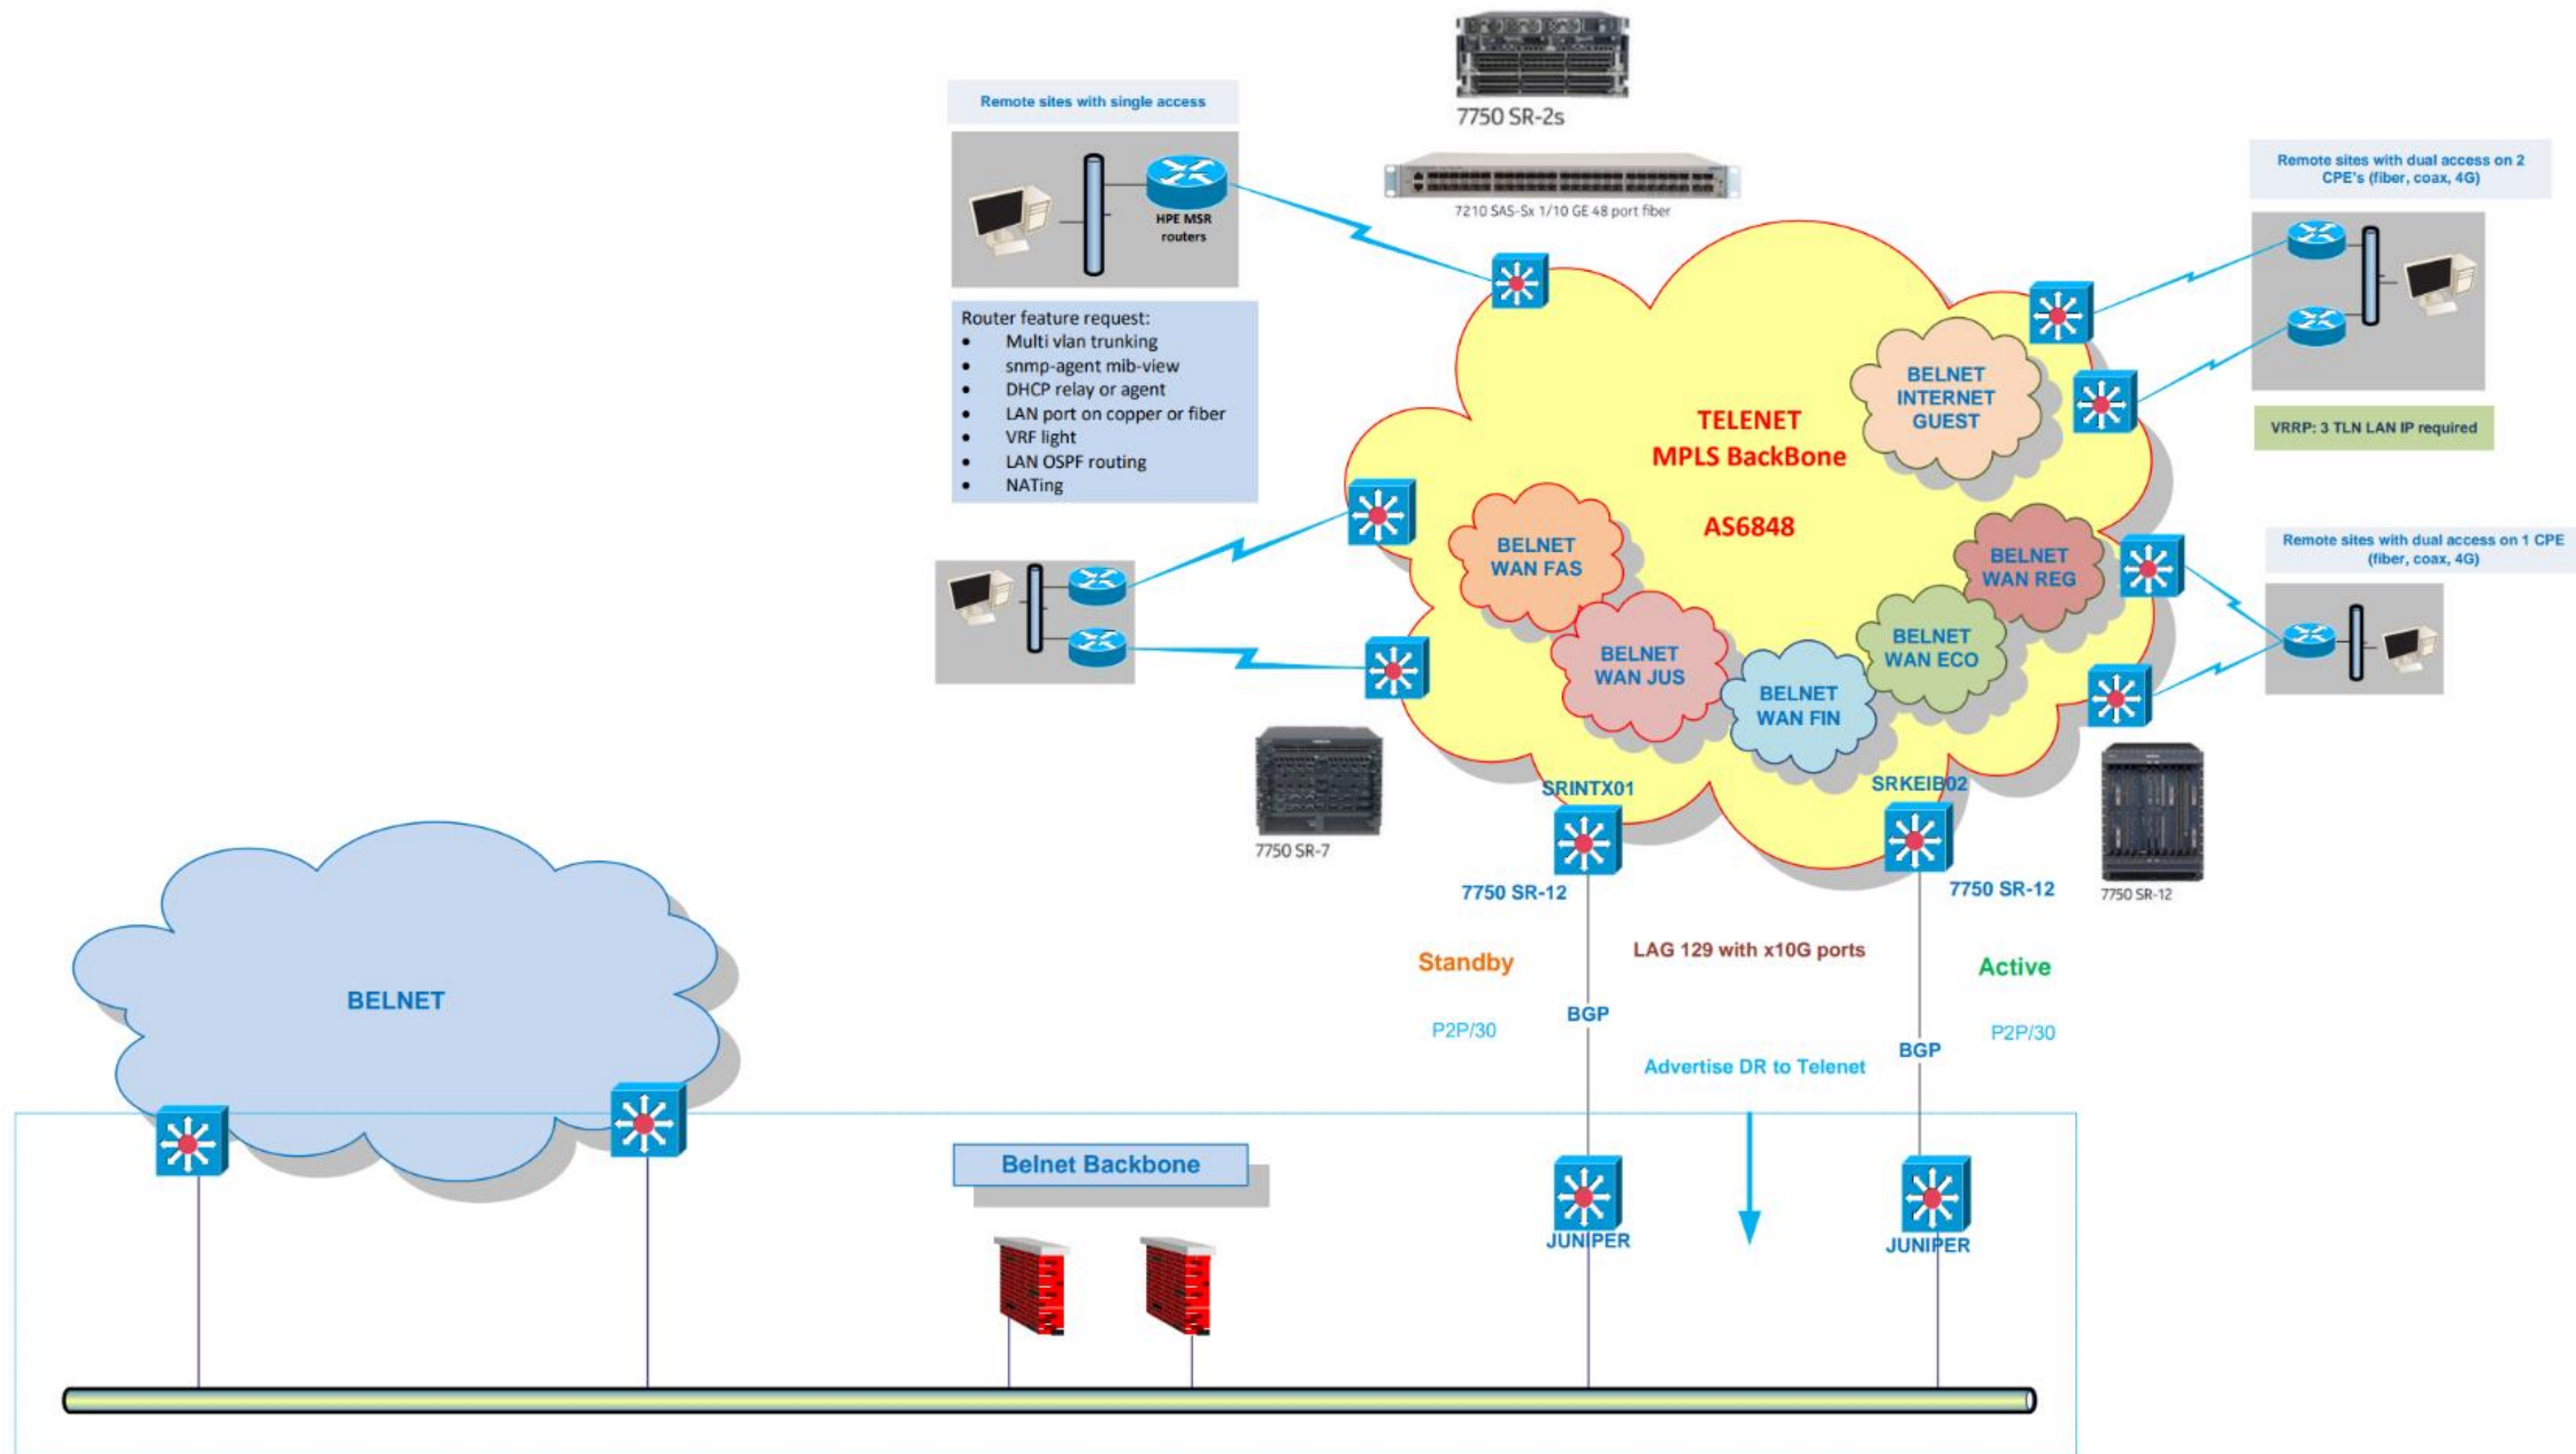 7750 SR-2s
7210 SAS-Sx 1/10 GE 48 port fiber
Remote sites with single access
HPE MSR
routers
Router feature request:
• Multi vlan trunking
• snmp-agent mib-view
• DHCP relay or agent
• LAN port on copper or fiber
• VRF light
• LAN OSPF routing
• NATing
Remote sites with dual access on 2
CPE's (fiber, coax, 4G)
VRRP: 3 TLN LAN IP required
Remote sites with dual access on 1 CPE
(fiber, coax, 4G)
TELENET
MPLS BackBone
AS6848
BELNET
INTERNET
GUEST
BELNET
WAN FAS
BELNET
WAN JUS
BELNET
WAN FIN
BELNET
WAN ECO
BELNET
WAN REG
7750 SR-7
SRINTX01
SRKEIB02
7750 SR-12
7750 SR-12
7750 SR-12
Standby
LAG 129 with x10G ports
Active
P2P/30
BGP
P2P/30
BGP
Advertise DR to Telenet
BELNET
Belnet Backbone
JUNIPER
JUNIPER